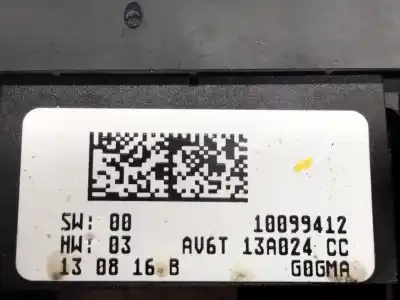 SW: 00 10099412
HW: 03 AV6T 13A024 CC
13 08 16 B G0GMA